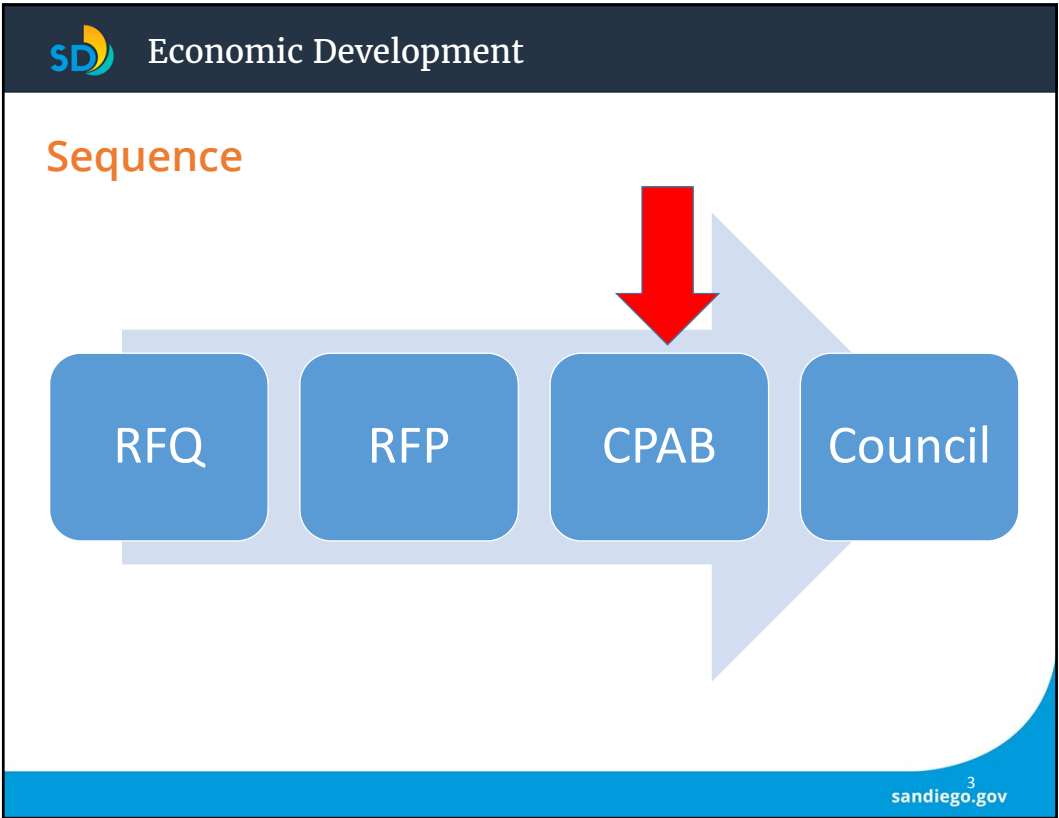 SD
Economic Development
Sequence
RFQ
RFP
CPAB
Council
3
sandiego.gov